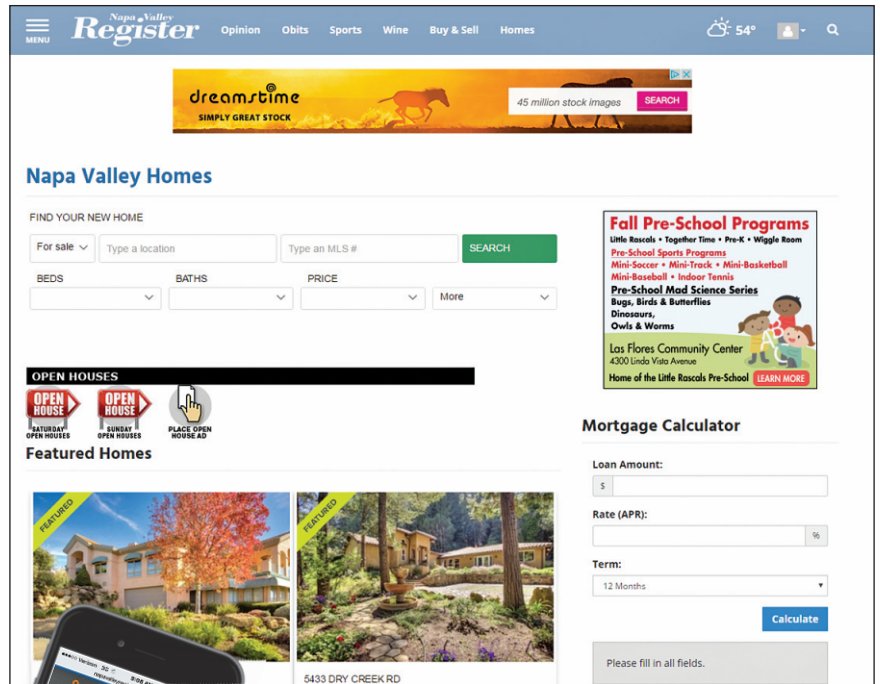 MENU
Napa Valley
Register
Opinion Obits Sports Wine Buy & Sell Homes
54°
dreamstime
SIMPLY GREAT STOCK
45 million stock images SEARCH
Napa Valley Homes
FIND YOUR NEW HOME
For sale Type a location Type an MLS # SEARCH
BEDS BATHS PRICE
More
OPEN HOUSES
OPEN HOUSE
SATURDAY
OPEN HOUSES
OPEN HOUSE
SUNDAY
OPEN HOUSES
PLACE OPEN
HOUSE AD
Featured Homes
FEATURED
FEATURED
5433 DRY CREEK RD
Verizon 3G
Fall Pre-School Programs
Little Rascals • Together Time • Pre-K • Wiggle Room
Pre-School Sports Programs
Mini-Soccer • Mini-Track • Mini-Basketball
Mini-Baseball • Indoor Tennis
Pre-School Mad Science Series
Bugs, Birds & Butterflies
Dinosaurs,
Owls & Worms
ABC
Las Flores Community Center
4300 Linda Vista Avenue
Home of the Little Rascals Pre-School LEARN MORE
Mortgage Calculator
Loan Amount:
$
Rate (APR):
%
Term:
12 Months
Calculate
Please fill in all fields.